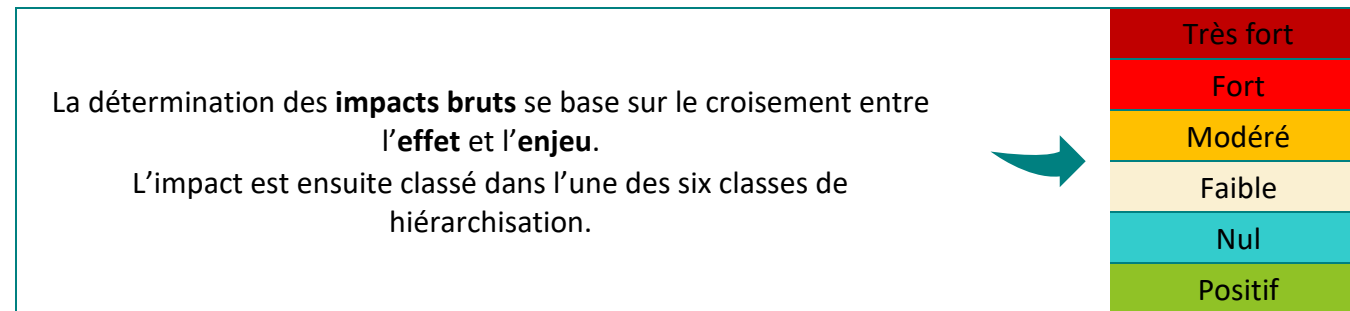 La détermination des impacts bruts se base sur le croisement entre
l’effet et l’enjeu.
L’impact est ensuite classé dans l’une des six classes de
hiérarchisation.
Très fort
Fort
Modéré
Faible
Nul
Positif